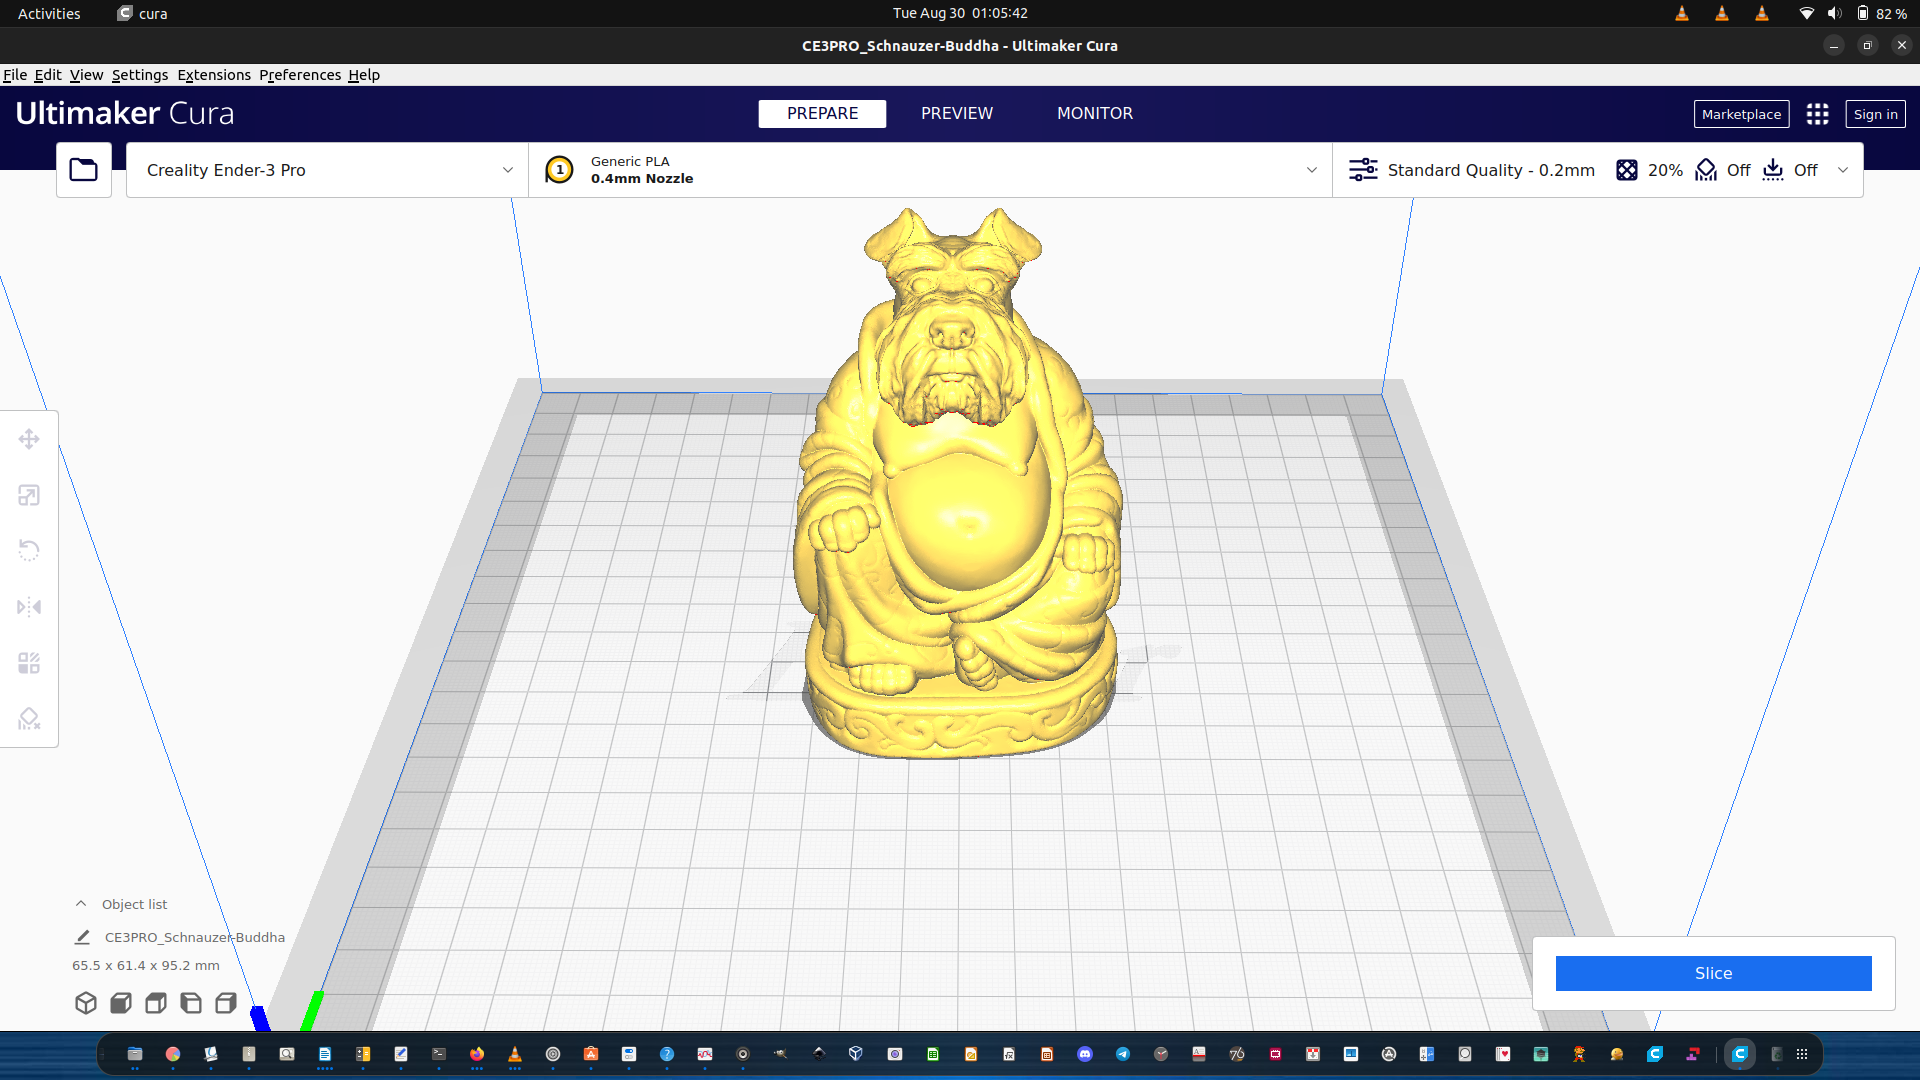 Activities
cura
Tue Aug 30 01:05:42
82 %
CE3PRO_Schnauzer-Buddha - Ultimaker Cura
File Edit View Settings Extensions Preferences Help
Ultimaker Cura
PREPARE
PREVIEW
MONITOR
Marketplace
Sign in
Creality Ender-3 Pro
1
Generic PLA
0.4mm Nozzle
Standard Quality - 0.2mm
20%
Off
Off
Object list
CE3PRO_Schnauzer-Buddha
65.5 x 61.4 x 95.2 mm
Slice